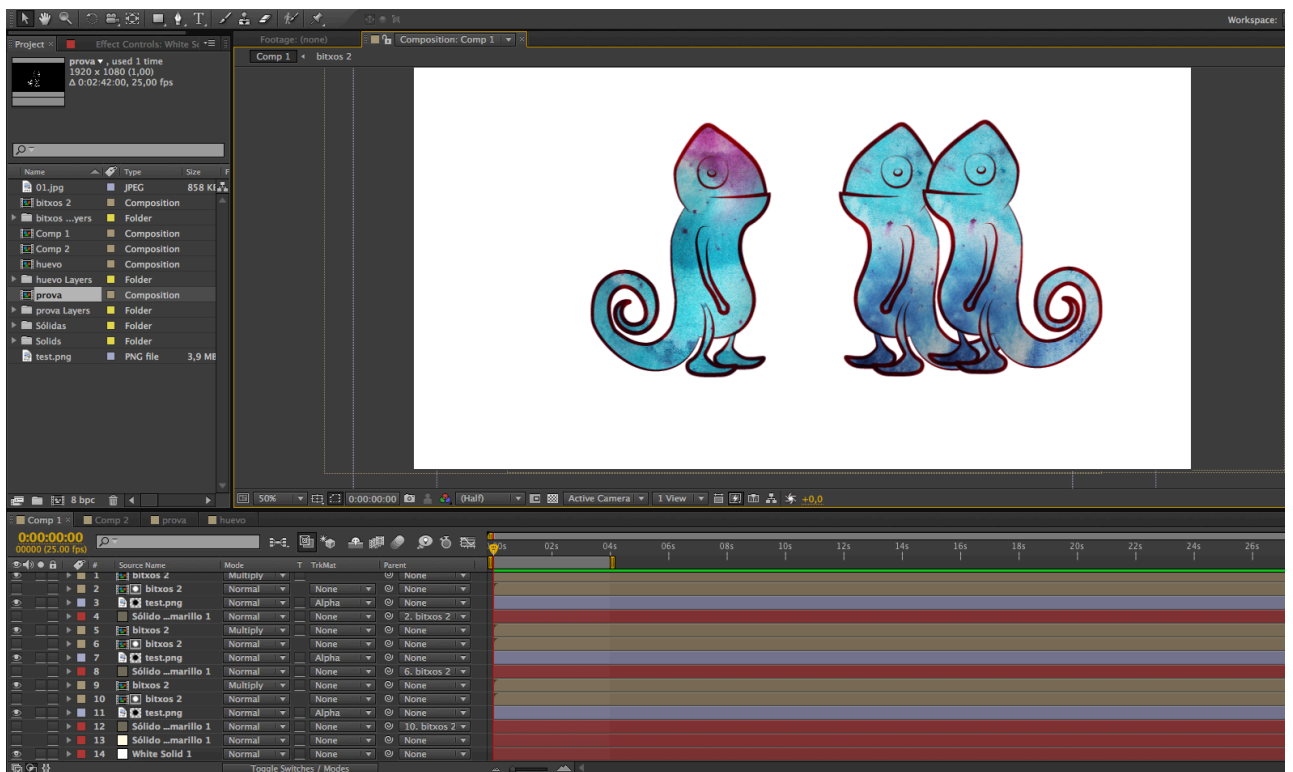 Workspace:
Project
Effect Controls: White So
Footage: (none)
Composition: Comp 1
Comp 1
bitxos 2
prova , used 1 time
1920 x 1080 (1,00)
Δ 0:02:42:00, 25,00 fps
Name Type Size F
01.jpg JPEG 858 KE
bitxos 2 Composition
bitxos ...yers Folder
Comp 1 Composition
Comp 2 Composition
huevo Composition
huevo Layers Folder
prova Composition
prova Layers Folder
Sólidas Folder
Solids Folder
test.png PNG file 3,9 ME
8 bpc
50% 0:00:00:00 (Half) Active Camera 1 View +0,0
Comp 1 Comp 2 prova huevo
0:00:00:00
00000 (25.00 fps)
00s 02s 04s 06s 08s 10s 12s 14s 16s 18s 20s 22s 24s 26s
# Source Name Mode T TrkMat Parent
1 bitxos 2 Multiply None
2 bitxos 2 Normal None None
3 test.png Normal Alpha None
4 Sólido ...marillo 1 Normal None 2. bitxos 2
5 bitxos 2 Multiply None None
6 bitxos 2 Normal None None
7 test.png Normal Alpha None
8 Sólido ...marillo 1 Normal None 6. bitxos 2
9 bitxos 2 Multiply None None
10 bitxos 2 Normal None None
11 test.png Normal Alpha None
12 Sólido ...marillo 1 Normal None 10. bitxos 2
13 Sólido ...marillo 1 Normal None None
14 White Solid 1 Normal None None
Toggle Switches / Modes